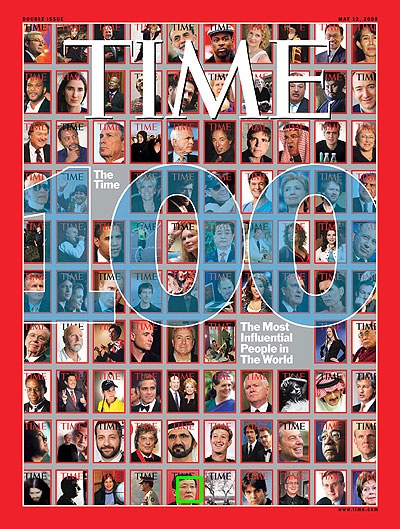 DOUBLE ISSUE
MAY 12, 2008
TIME
The
Time
100
The Most
Influential
People in
The World
www.time.com